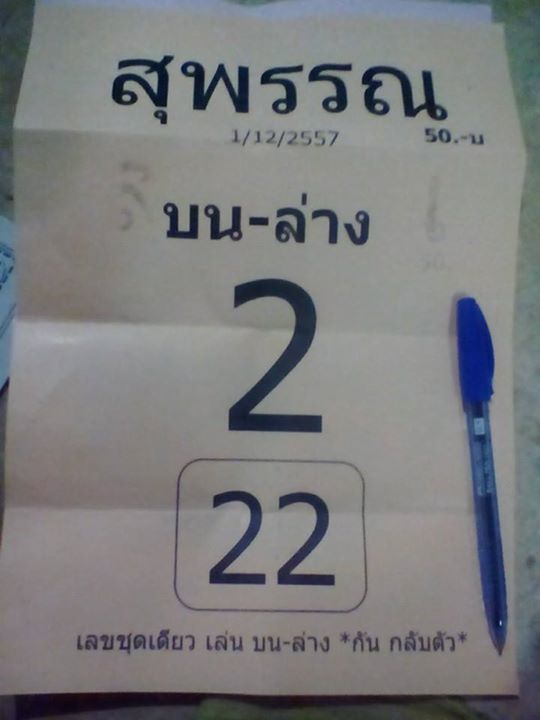 สุพรรณ
1/12/2557 50.-บ
บน-ล่าง
2
22
เลขชุดเดียว เล่น บน-ล่าง *กัน กลับตัว*